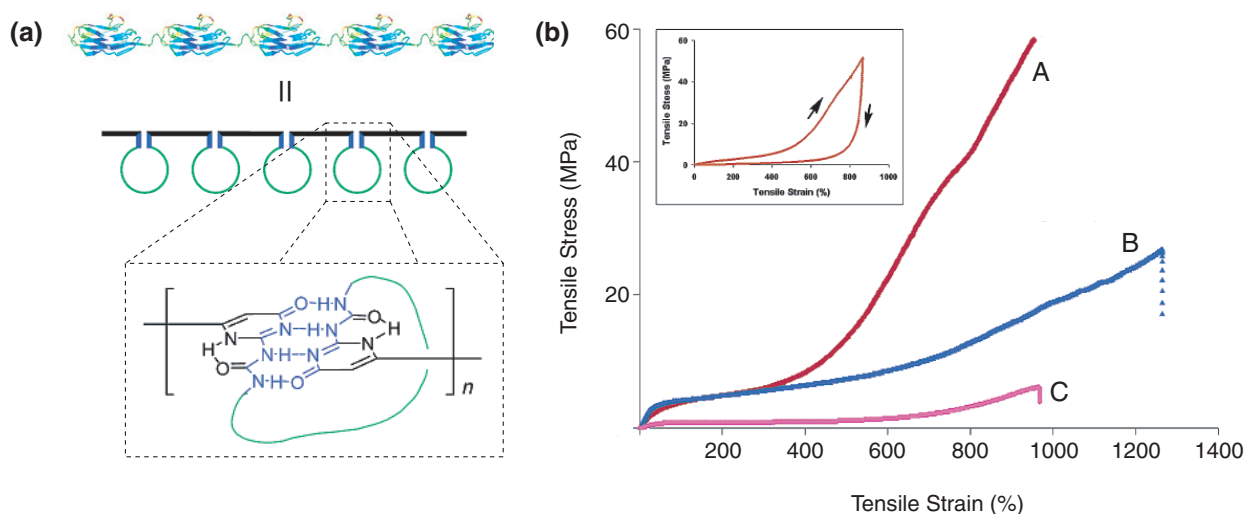 (a)
||
O
H
N
O
N
H
N
N
H
N
N
H
O
N
H
N
N
H
O
n
(b)
60
40
20
Tensile Stress (MPa)
A
B
C
200
400
600
800
1000
1200
1400
Tensile Strain (%)
60
40
20
0
Tensile Stess (MPa)
0
200
400
600
800
1000
Tensile Strain (%)